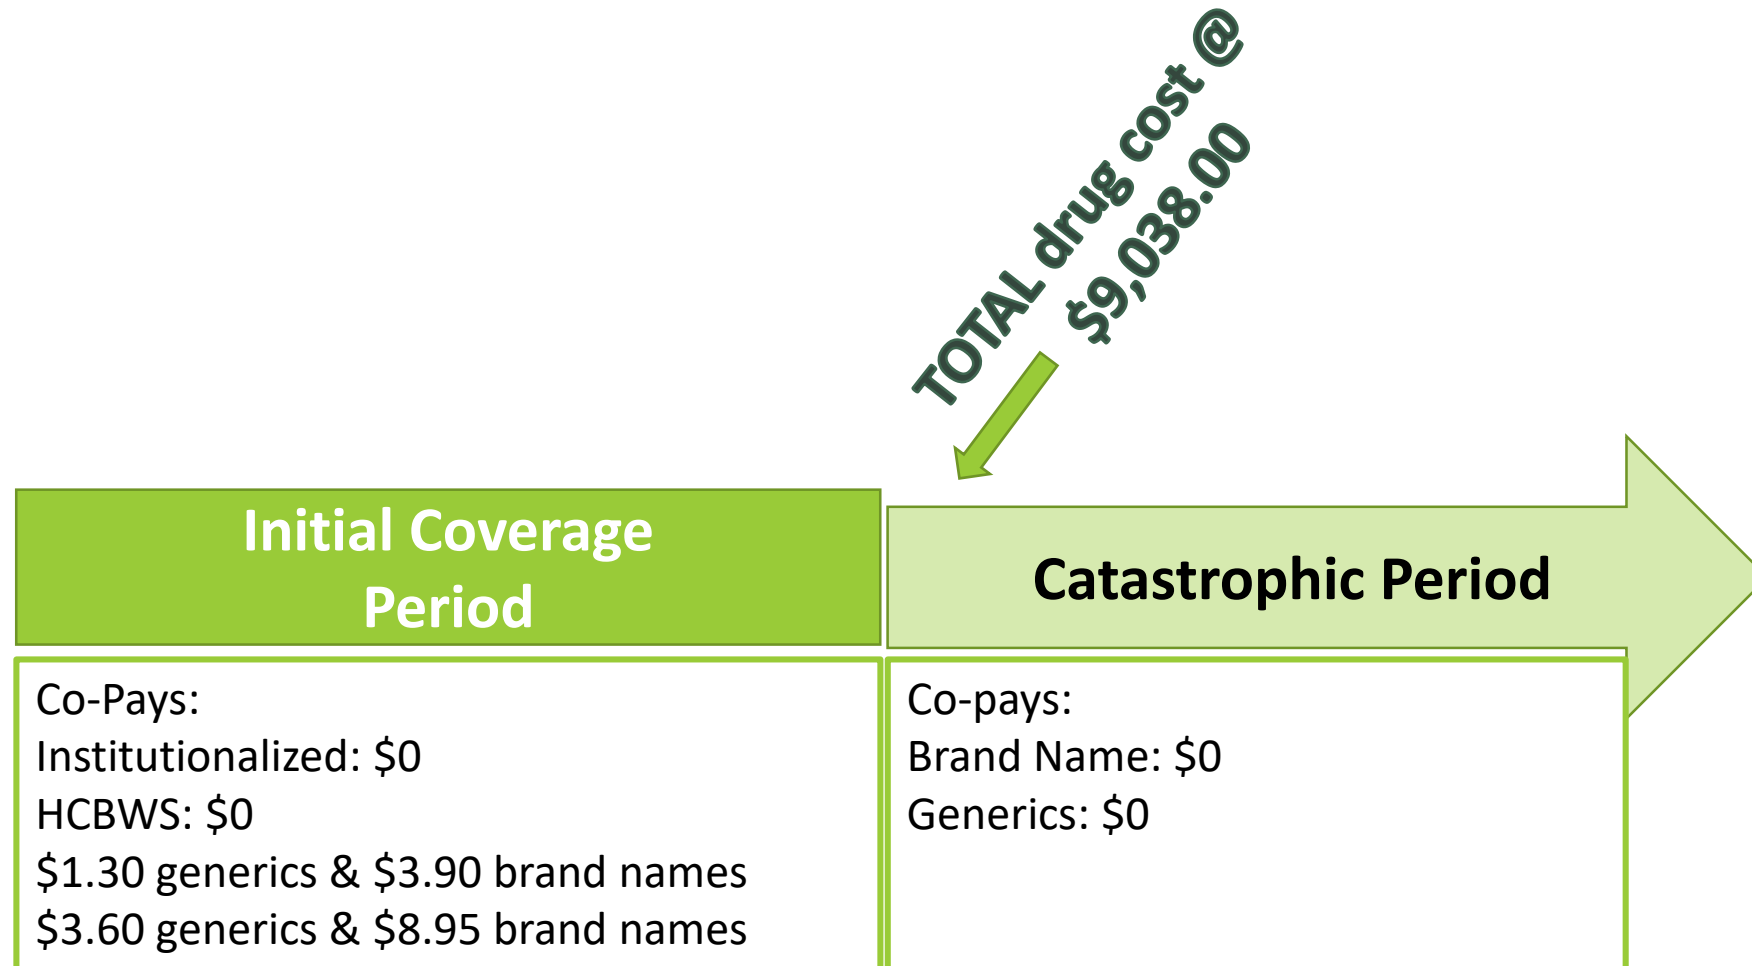 TOTAL drug cost @
$9,038.00
Initial Coverage
Period
Catastrophic Period
Co-Pays:
Institutionalized: $0
HCBWS: $0
$1.30 generics & $3.90 brand names
$3.60 generics & $8.95 brand names
Co-pays:
Brand Name: $0
Generics: $0